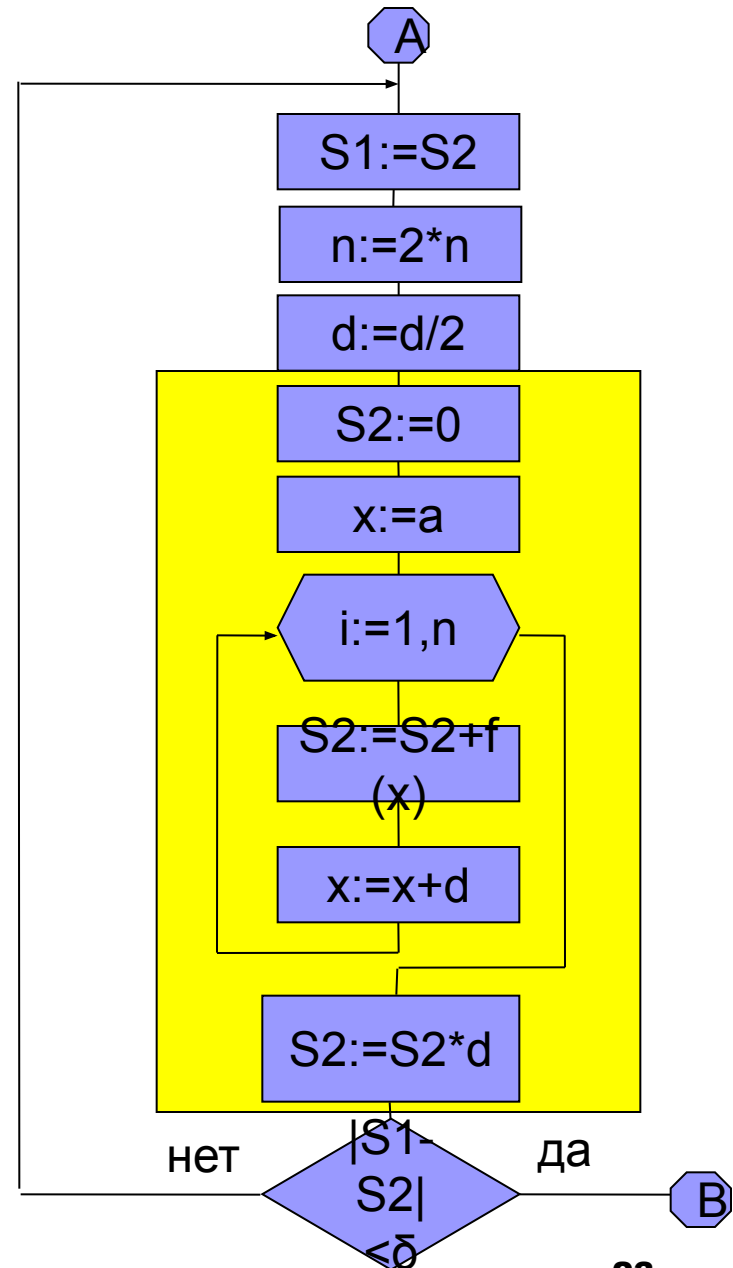 A
S1:=S2
n:=2*n
d:=d/2
S2:=0
x:=a
i:=1,n
S2:=S2+f
(x)
x:=x+d
S2:=S2*d
нет
|S1-
да
S2|
<δ
B